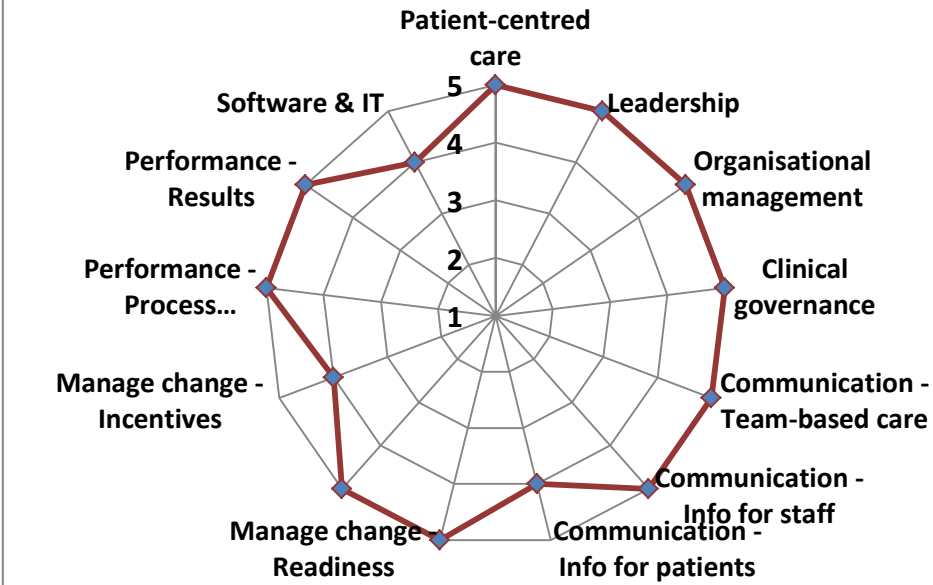 Patient-centred
care
Leadership
Organisational
management
Clinical
governance
Communication -
Team-based care
Communication -
Info for staff
Communication -
Info for patients
Manage change -
Readiness
Manage change -
Incentives
Performance -
Process...
Performance -
Results
Software & IT
5
4
3
2
1